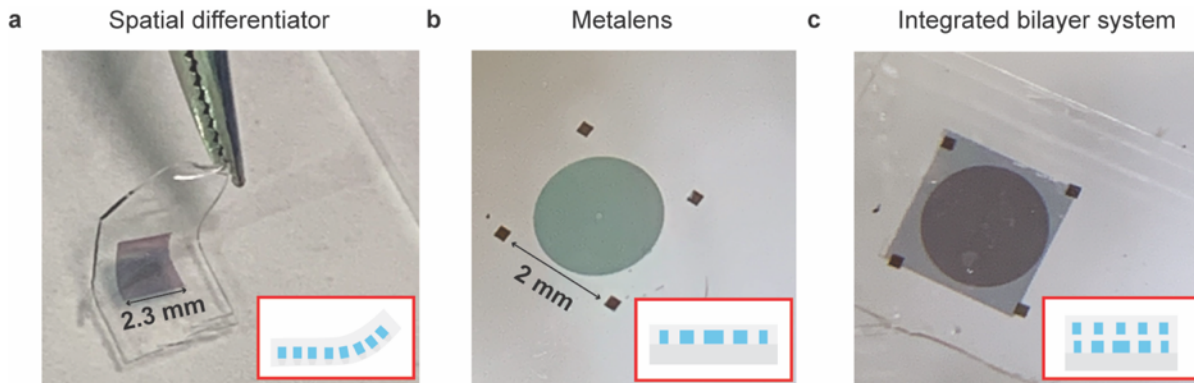 a Spatial differentiator
b Metalens
c Integrated bilayer system
2.3 mm
2 mm